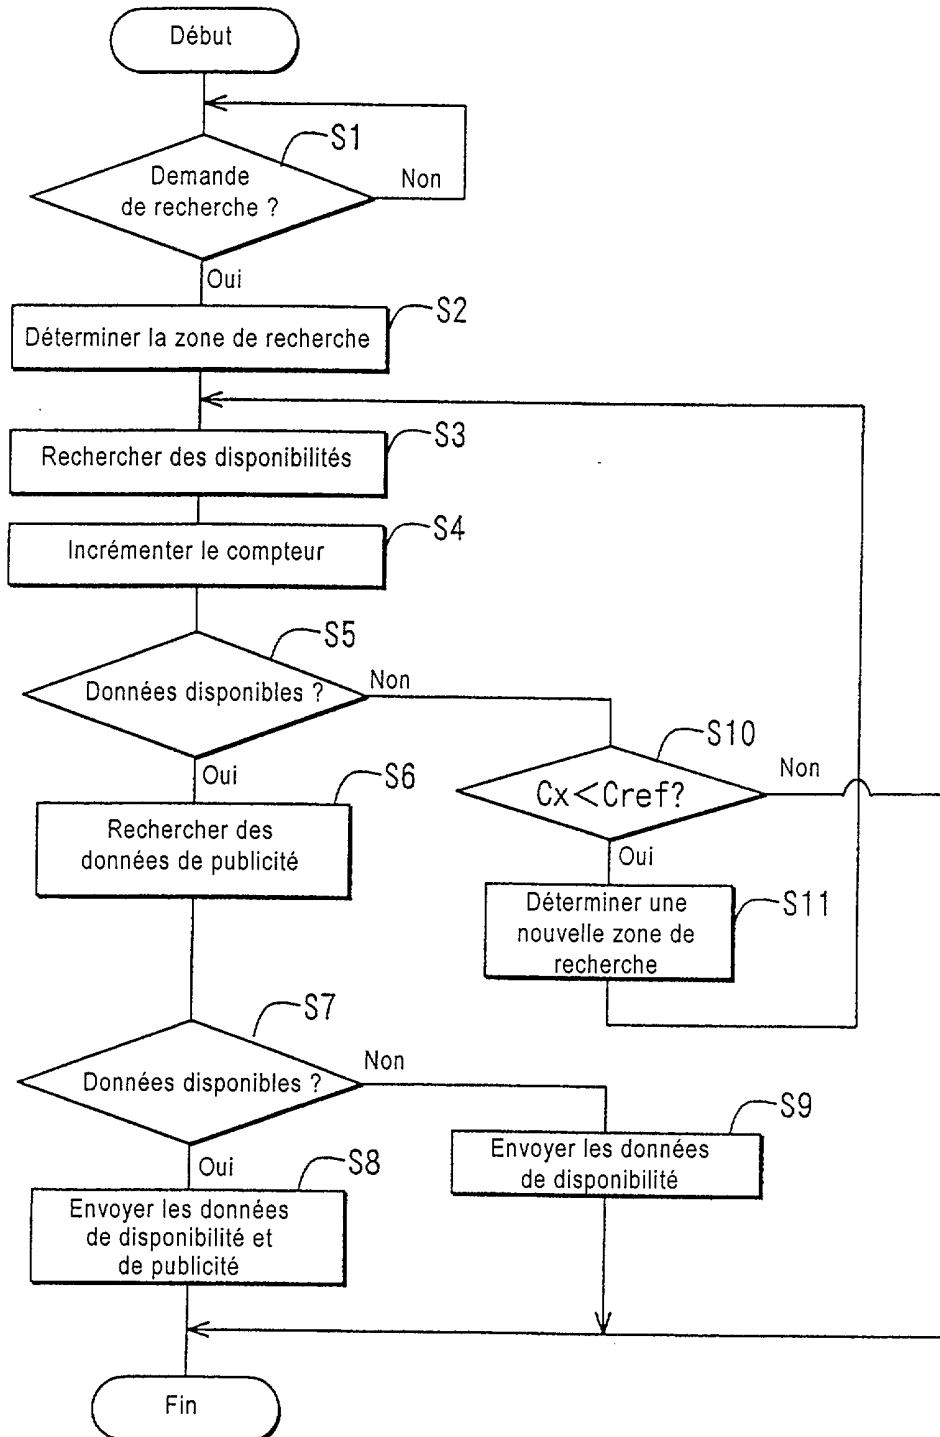 Début
S1
Demande
de recherche ?
Non
Oui
S2
Déterminer la zone de recherche
S3
Rechercher des disponibilités
S4
Incrémenter le compteur
S5
Données disponibles ?
Non
S10
Cx<Cref?
Non
Oui
S6
Rechercher des
données de publicité
Oui
S11
Déterminer une
nouvelle zone de
recherche
S7
Données disponibles ?
Non
S9
Envoyer les données
de disponibilité
Oui
S8
Envoyer les données
de disponibilité et
de publicité
Fin